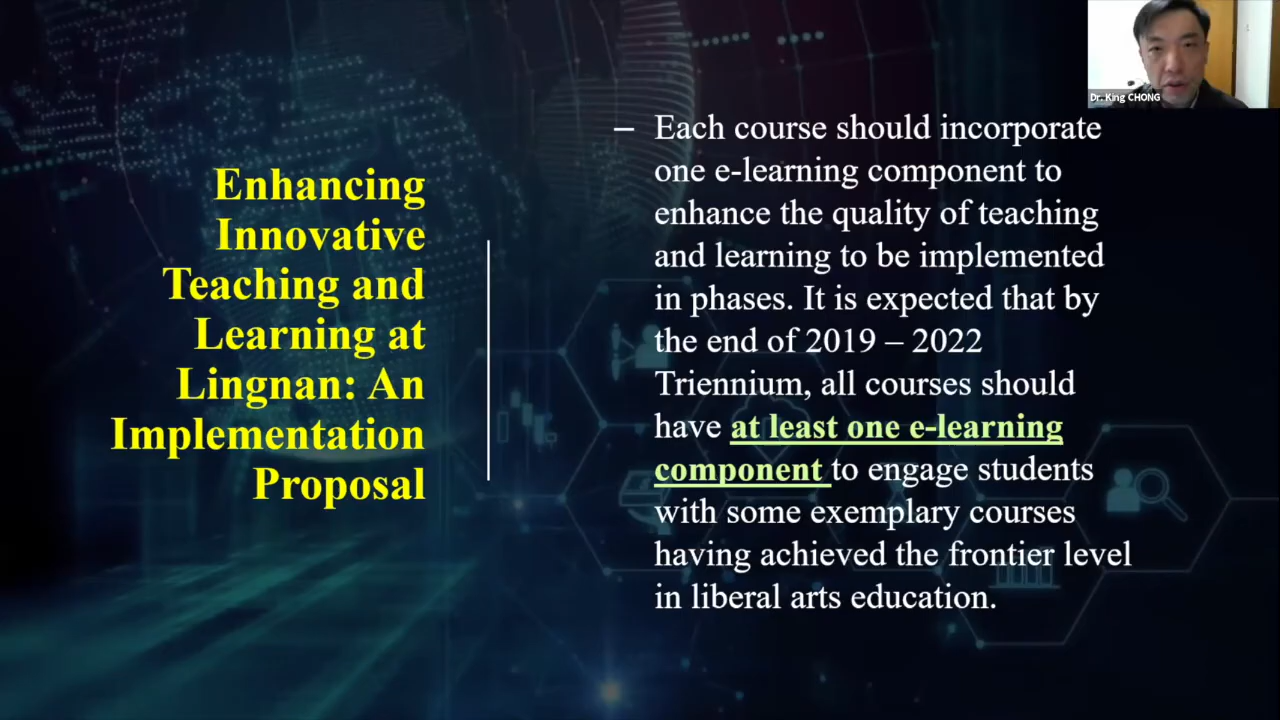 Enhancing
Innovative
Teaching and
Learning at
Lingnan: An
Implementation
Proposal
– Each course should incorporate
one e-learning component to
enhance the quality of teaching
and learning to be implemented
in phases. It is expected that by
the end of 2019 – 2022
Triennium, all courses should
have at least one e-learning
component to engage students
with some exemplary courses
having achieved the frontier level
in liberal arts education.
Dr. King CHONG